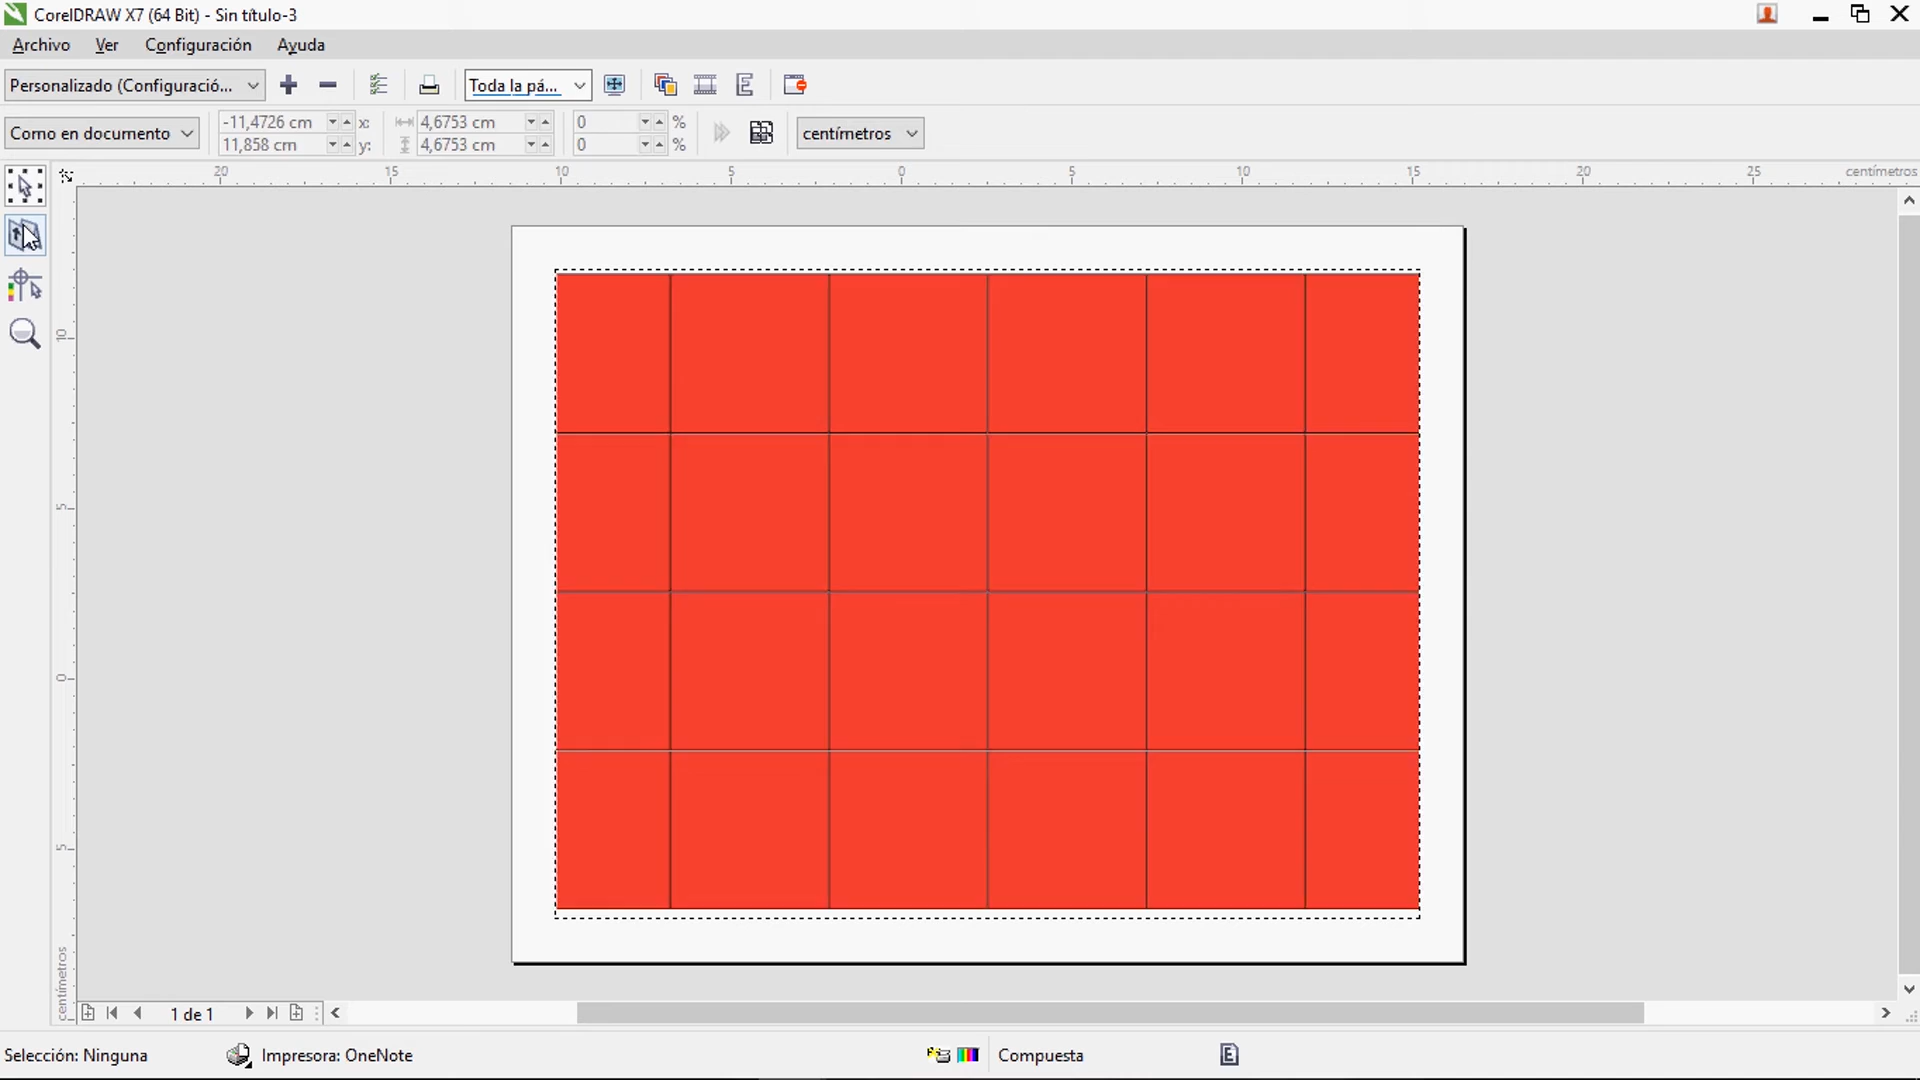 CorelDRAW X7 (64 Bit) - Sin título-3
Archivo Ver Configuración Ayuda
Personalizado (Configuració... Toda la pá...
Como en documento -11,4726 cm x: 4,6753 cm 0 % centímetros
11,858 cm y: 4,6753 cm 0 %
20 15 10 5 0 5 10 15 20 25 centímetros
10
5
0
5
centímetros
1 de 1
Selección: Ninguna Impresora: OneNote Compuesta